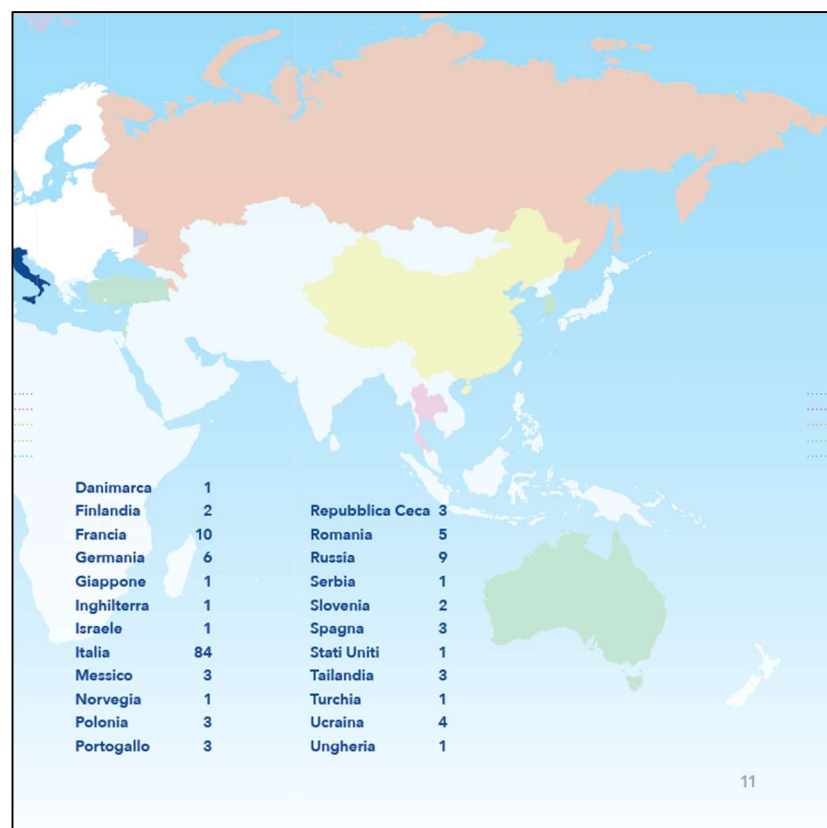 Danimarca 1
Finlandia 2
Francia 10
Germania 6
Giappone 1
Inghilterra 1
Israele 1
Italia 84
Messico 3
Norvegia 1
Polonia 3
Portogallo 3
Repubblica Ceca 3
Romania 5
Russia 9
Serbia 1
Slovenia 2
Spagna 3
Stati Uniti 1
Tailandia 3
Turchia 1
Ucraina 4
Ungheria 1
11